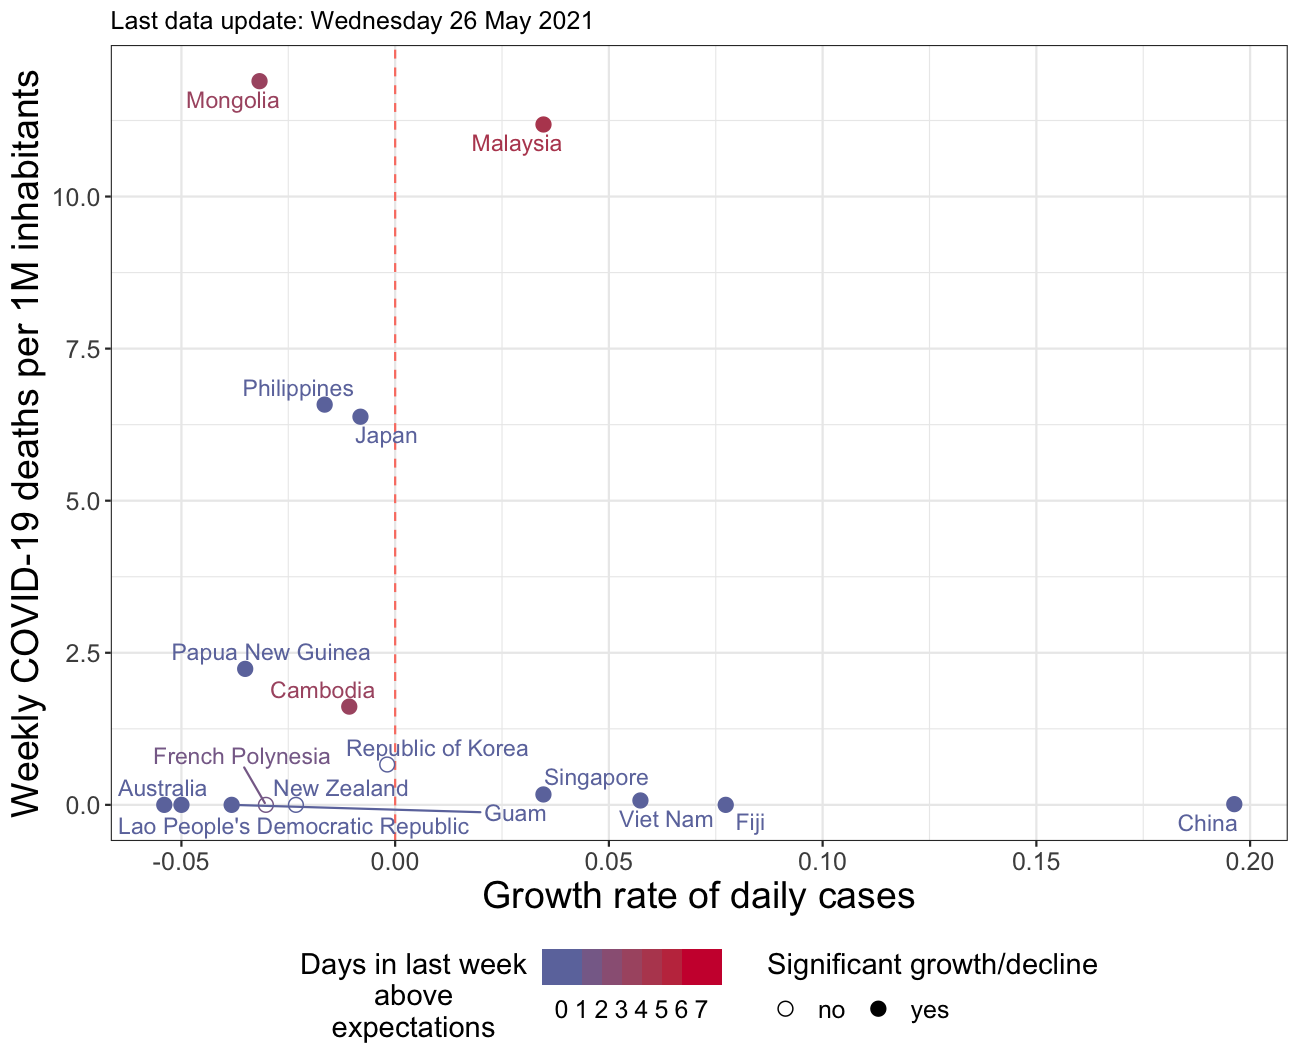 Last data update: Wednesday 26 May 2021
Weekly COVID-19 deaths per 1M inhabitants
10.0
7.5
5.0
2.5
0.0
Mongolia
Malaysia
Philippines
Japan
Papua New Guinea
Cambodia
Republic of Korea
French Polynesia
Singapore
Australia
New Zealand
Guam
Viet Nam
Fiji
China
Lao People's Democratic Republic
-0.05
0.00
0.05
0.10
0.15
0.20
Growth rate of daily cases
Days in last week
above
expectations
0 1 2 3 4 5 6 7
Significant growth/decline
no
yes